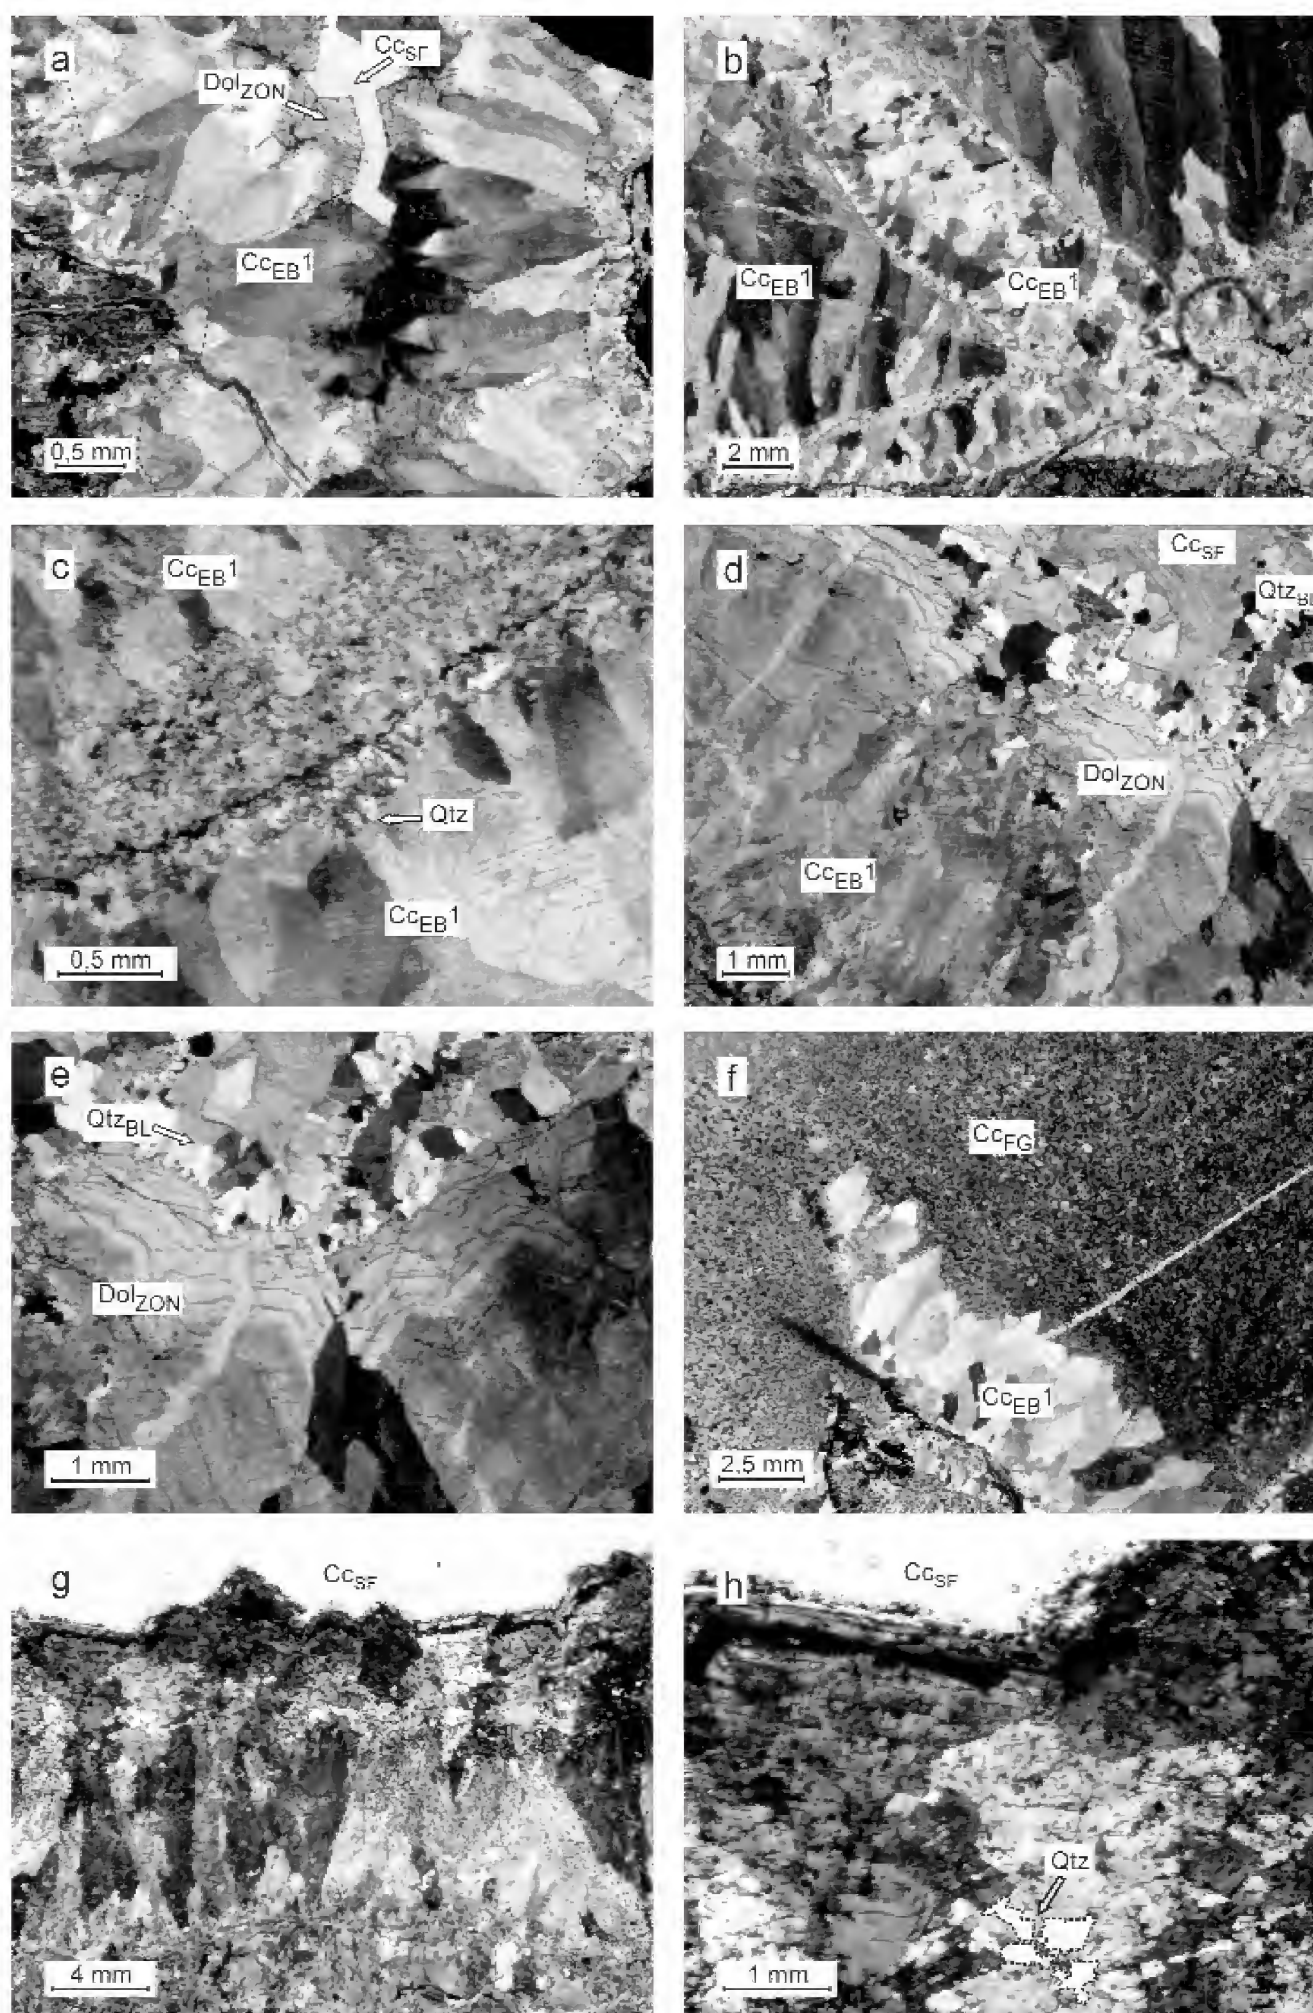 a
Cc_SF
Dol_ZON
Cc_EB1
0,5 mm
b
Cc_EB1
Cc_EB1
2 mm
c
Cc_EB1
Qtz
Cc_EB1
0,5 mm
d
Cc_SF
Qtz_BL
Dol_ZON
Cc_EB1
1 mm
e
Qtz_BL
Dol_ZON
1 mm
f
Cc_FG
Cc_EB1
2,5 mm
g
Cc_SF
4 mm
h
Cc_SF
Qtz
1 mm